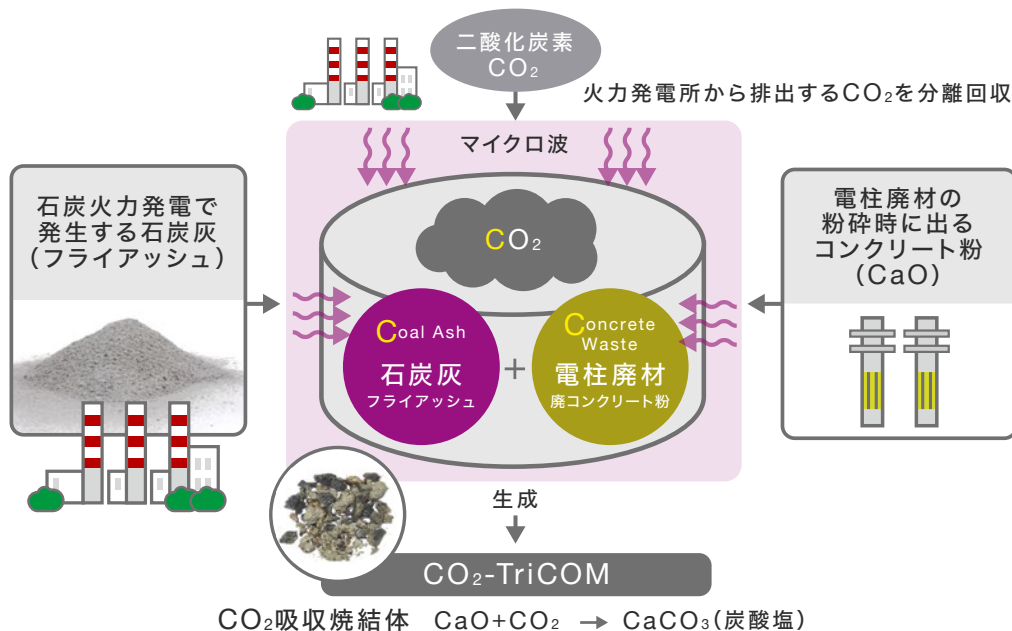 二酸化炭素
CO₂
火力発電所から排出するCO₂を分離回収
マイクロ波
石炭火力発電で
発生する石炭灰
(フライアッシュ)
CO₂
電柱廃材の
粉砕時に出る
コンクリート粉
(CaO)
Coal Ash
石炭灰
フライアッシュ
+
Concrete
Waste
電柱廃材
廃コンクリート粉
生成
CO₂-TriCOM
CO₂吸収焼結体 CaO+CO₂ → CaCO₃(炭酸塩)